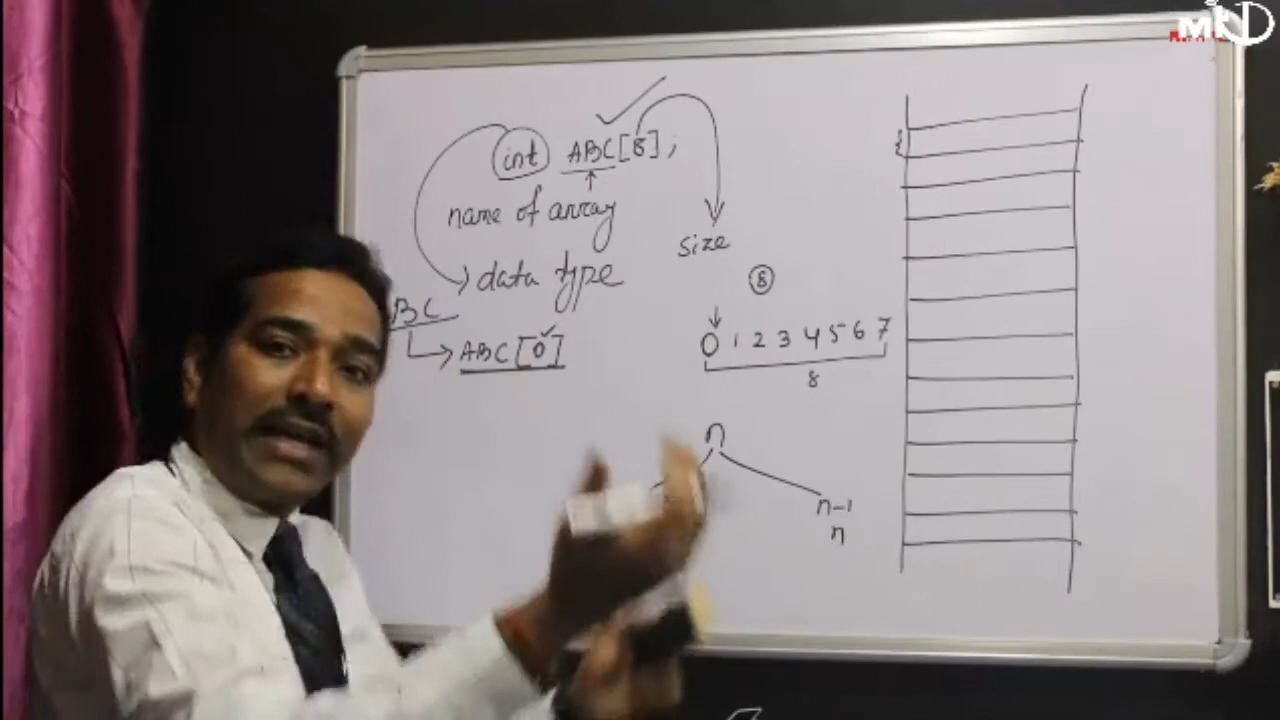 int ABC[8];
name of array
size
data type
8
BC
ABC[0]
0 1 2 3 4 5 6 7
8
n
n-1
n